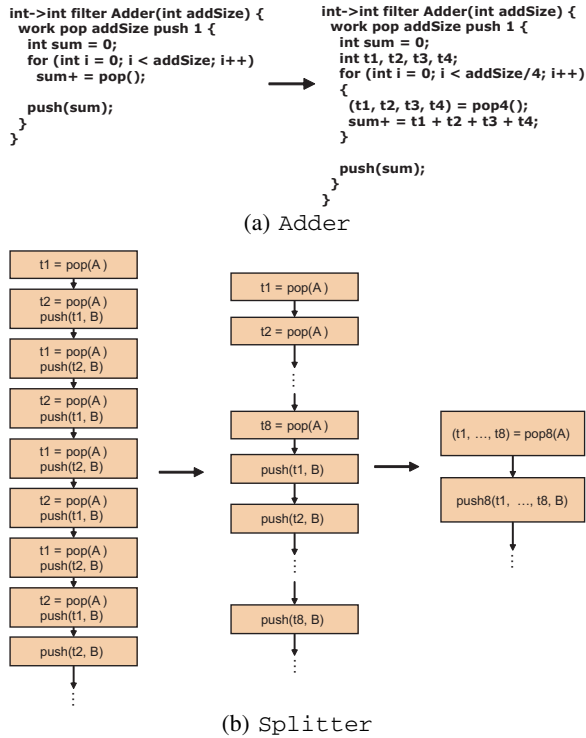 int->int filter Adder(int addSize) {
work pop addSize push 1 {
int sum = 0;
for (int i = 0; i < addSize; i++)
sum+ = pop();
push(sum);
}
}
int->int filter Adder(int addSize) {
work pop addSize push 1 {
int sum = 0;
int t1, t2, t3, t4;
for (int i = 0; i < addSize/4; i++)
{
(t1, t2, t3, t4) = pop4();
sum+ = t1 + t2 + t3 + t4;
}
push(sum);
}
}
(a) Adder
t1 = pop(A )
t2 = pop(A )
push(t1, B)
t1 = pop(A )
push(t2, B)
t2 = pop(A )
push(t1, B)
t1 = pop(A )
push(t2, B)
t2 = pop(A )
push(t1, B)
t1 = pop(A )
push(t2, B)
t2 = pop(A )
push(t1, B)
push(t2, B)
⋮
t1 = pop(A )
t2 = pop(A )
⋮
t8 = pop(A )
push(t1, B)
push(t2, B)
⋮
push(t8, B)
⋮
(t1, …, t8) = pop8(A)
push8(t1, …, t8, B)
⋮
(b) Splitter